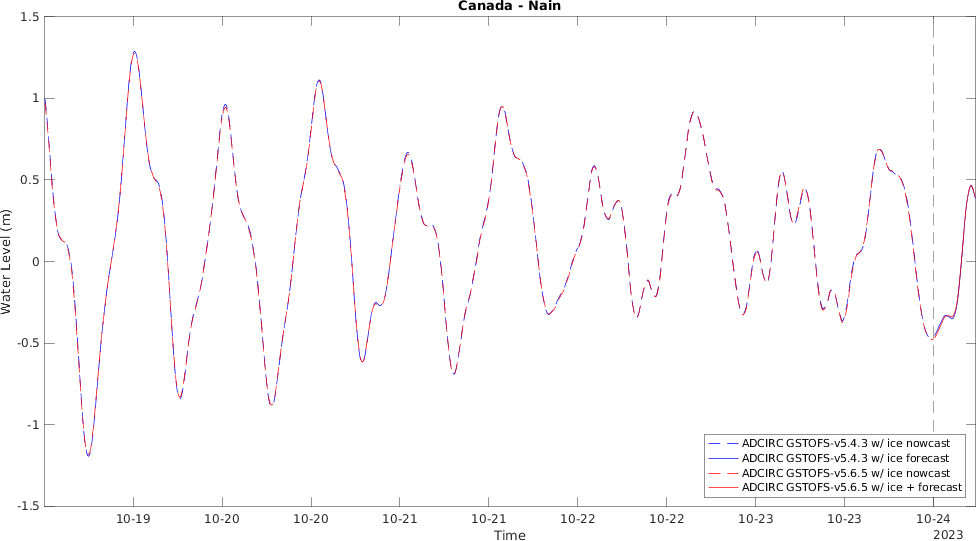 Canada - Nain
1.5
1
0.5
0
-0.5
-1
-1.5
Water Level (m)
10-19
10-20
10-20
10-21
10-21
10-22
10-22
10-23
10-23
10-24
2023
Time
ADCIRC GSTOFS-v5.4.3 w/ ice nowcast
ADCIRC GSTOFS-v5.4.3 w/ ice forecast
ADCIRC GSTOFS-v5.6.5 w/ ice nowcast
ADCIRC GSTOFS-v5.6.5 w/ ice + forecast